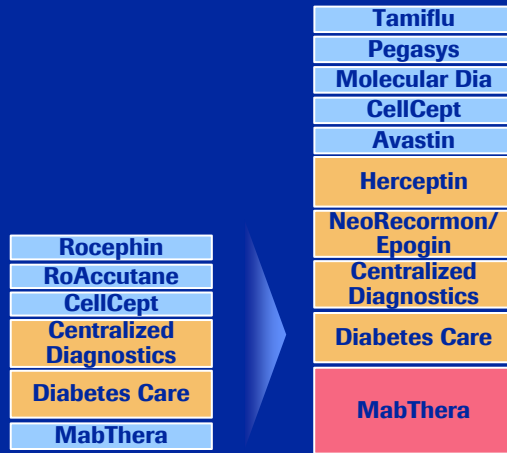 Rocephin
RoAccutane
CellCept
Centralized
Diagnostics
Diabetes Care
MabThera
Tamiflu
Pegasys
Molecular Dia
CellCept
Avastin
Herceptin
NeoRecormon/
Epogin
Centralized
Diagnostics
Diabetes Care
MabThera